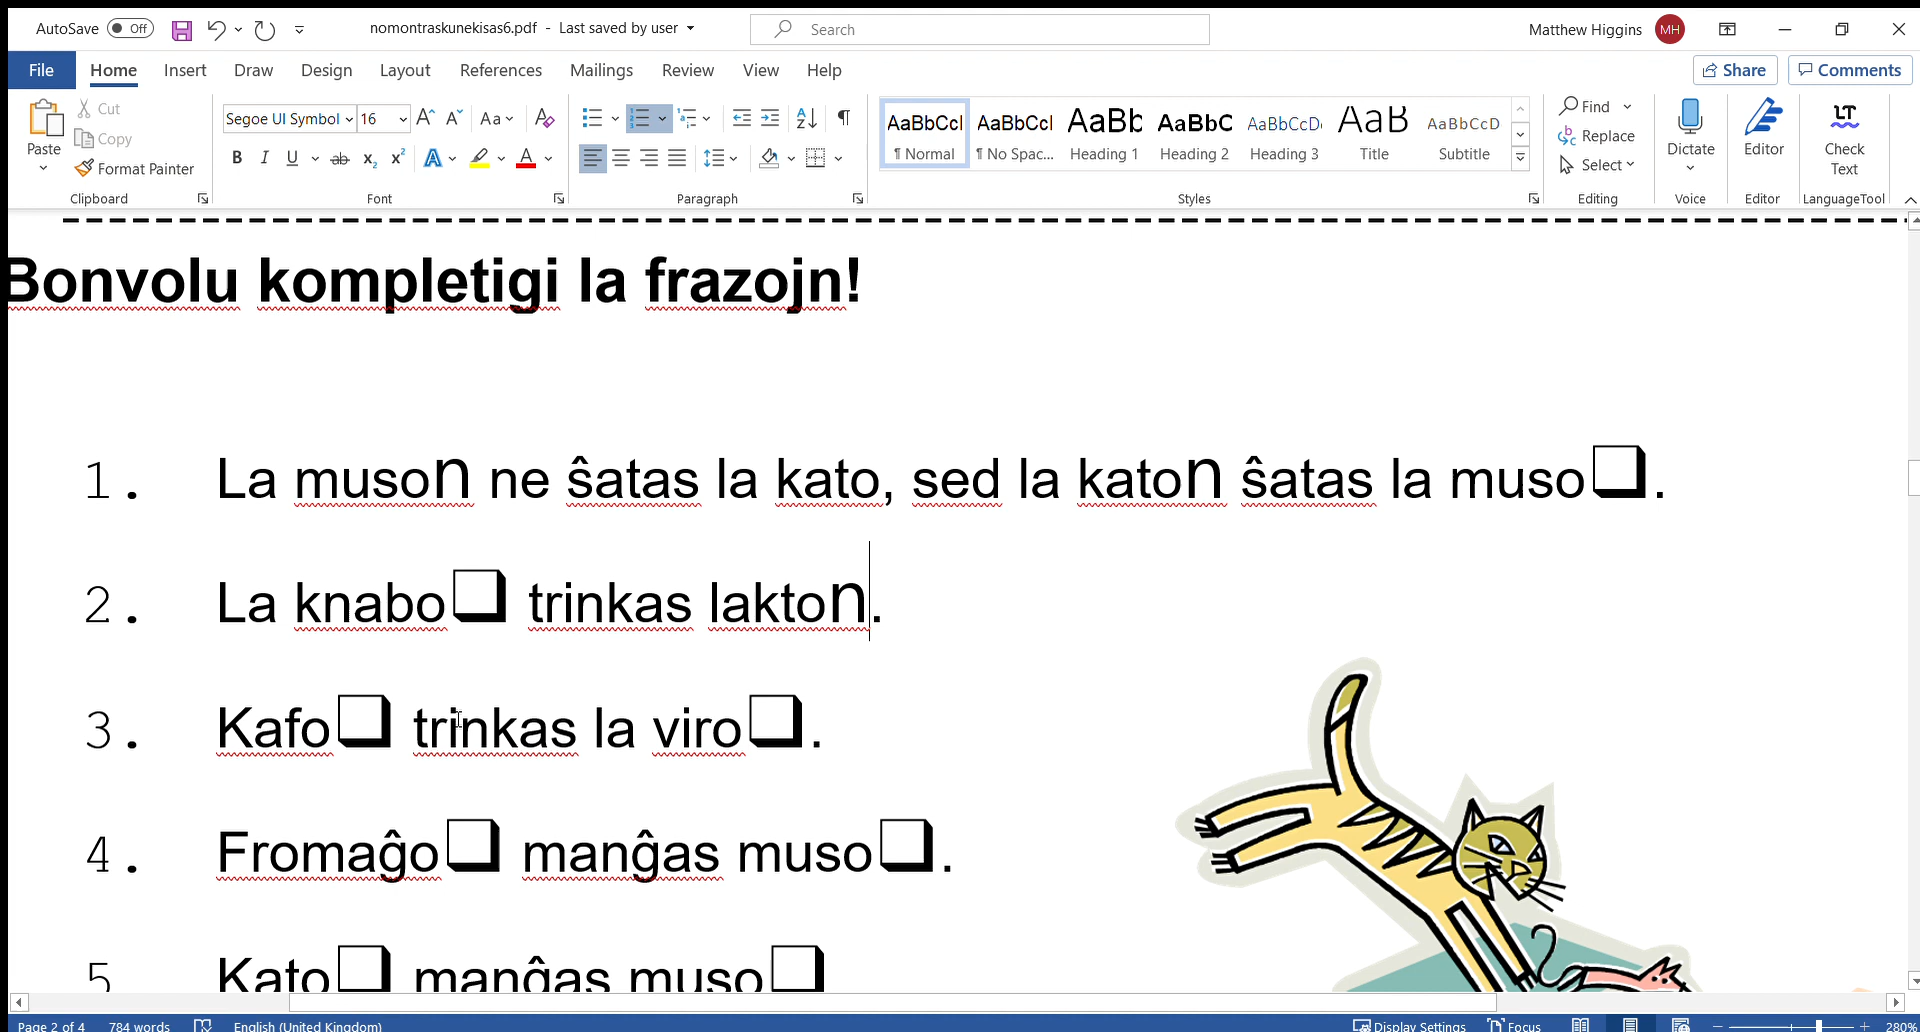 AutoSave Off nomontraskunekisas6.pdf - Last saved by user Search Matthew Higgins MH
File Home Insert Draw Design Layout References Mailings Review View Help Share Comments
Paste Cut Copy Format Painter Clipboard
Segoe UI Symbol 16 Aa Font
Paragraph
AaBbCcI AaBbCcI AaBb AaBbC AaBbCcD AaB AaBbCcD
¶ Normal ¶ No Spac... Heading 1 Heading 2 Heading 3 Title Subtitle
Styles
Find Replace Select Editing
Dictate Voice
Editor Editor
Check Text LanguageTool
Bonvolu kompletigi la frazojn!
1. La muson ne ŝatas la kato, sed la katon ŝatas la muso❑.
2. La knabo❑ trinkas lakton.
3. Kafo❑ trinkas la viro❑.
4. Fromaĝo❑ manĝas muso❑.
5 Kato❑ manĝas muso❑
Page 2 of 4 784 words English (United Kingdom) Display Settings Focus 280%